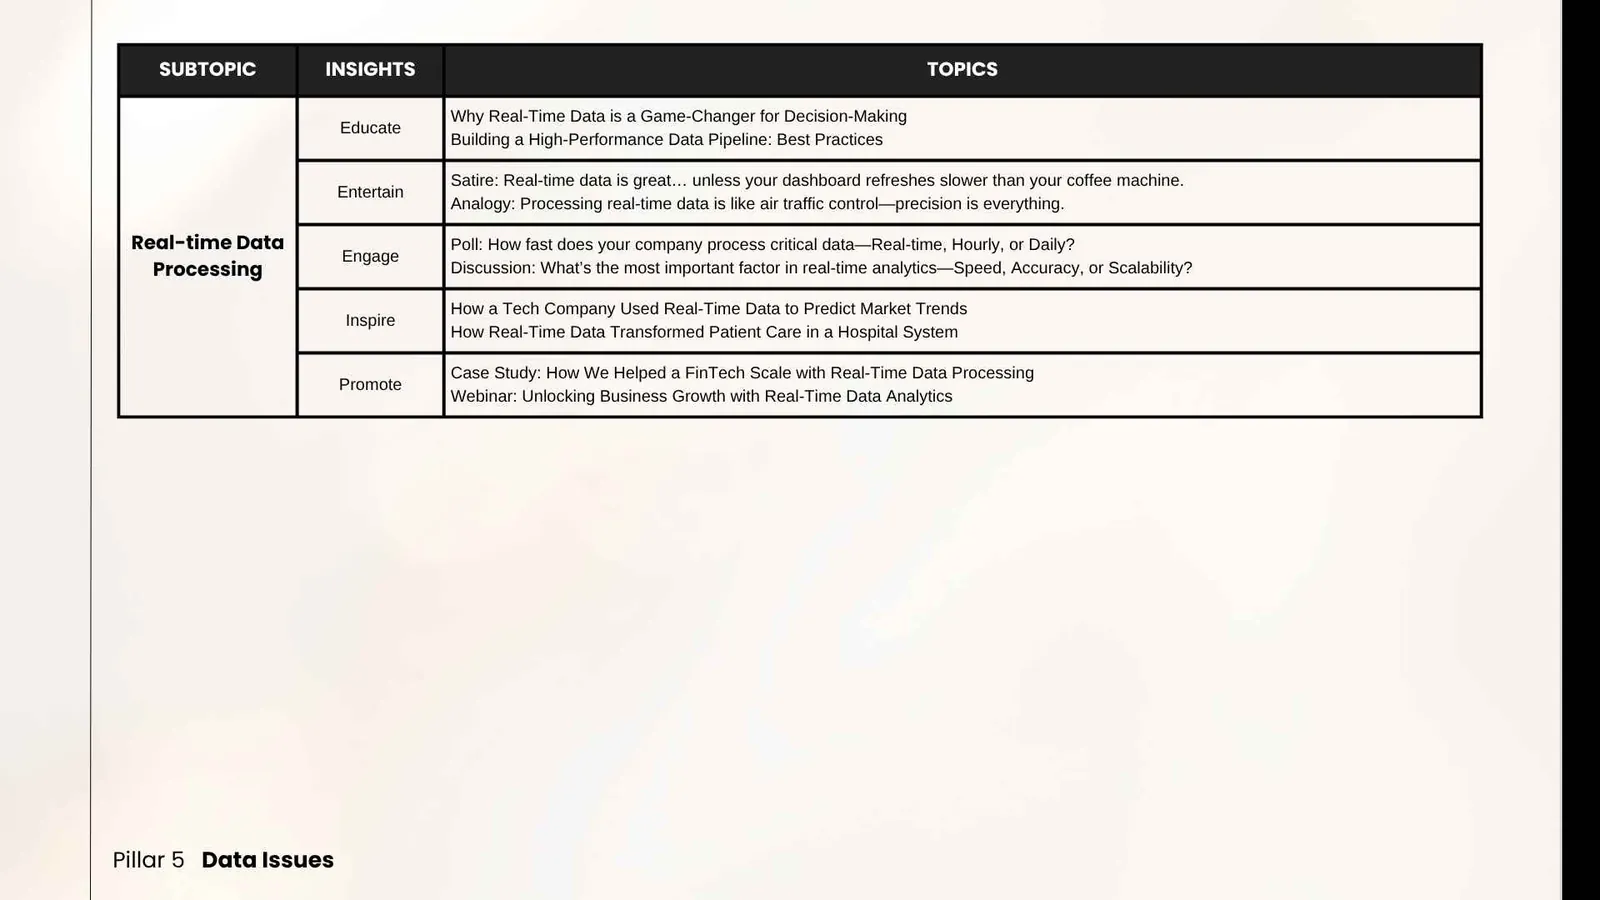 SUBTOPIC INSIGHTS TOPICS
Real-time Data
Processing
Educate
Why Real-Time Data is a Game-Changer for Decision-Making
Building a High-Performance Data Pipeline: Best Practices
Entertain
Satire: Real-time data is great… unless your dashboard refreshes slower than your coffee machine.
Analogy: Processing real-time data is like air traffic control—precision is everything.
Engage
Poll: How fast does your company process critical data—Real-time, Hourly, or Daily?
Discussion: What’s the most important factor in real-time analytics—Speed, Accuracy, or Scalability?
Inspire
How a Tech Company Used Real-Time Data to Predict Market Trends
How Real-Time Data Transformed Patient Care in a Hospital System
Promote
Case Study: How We Helped a FinTech Scale with Real-Time Data Processing
Webinar: Unlocking Business Growth with Real-Time Data Analytics
Pillar 5 Data Issues